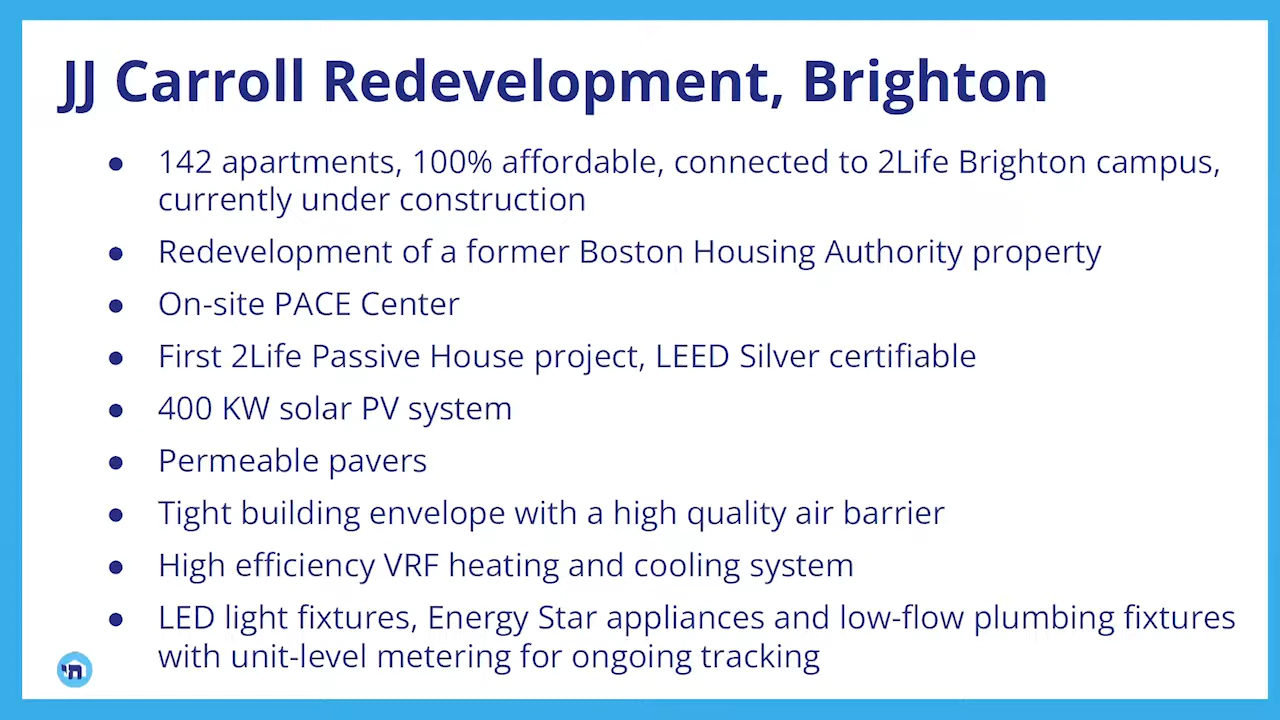 JJ Carroll Redevelopment, Brighton
● 142 apartments, 100% affordable, connected to 2Life Brighton campus,
currently under construction
● Redevelopment of a former Boston Housing Authority property
● On-site PACE Center
● First 2Life Passive House project, LEED Silver certifiable
● 400 KW solar PV system
● Permeable pavers
● Tight building envelope with a high quality air barrier
● High efficiency VRF heating and cooling system
● LED light fixtures, Energy Star appliances and low-flow plumbing fixtures
with unit-level metering for ongoing tracking
חי